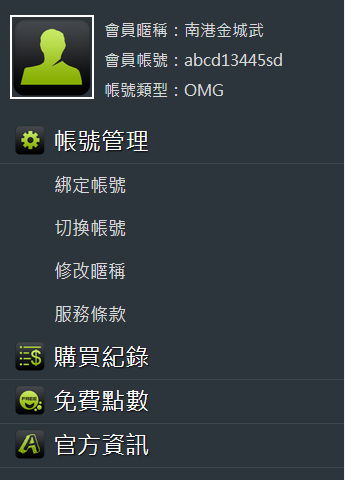 會員暱稱：南港金城武
會員帳號：abcd13445sd
帳號類型：OMG
帳號管理
綁定帳號
切換帳號
修改暱稱
服務條款
購買紀錄
FREE
免費點數
官方資訊